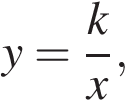 y = k/x,